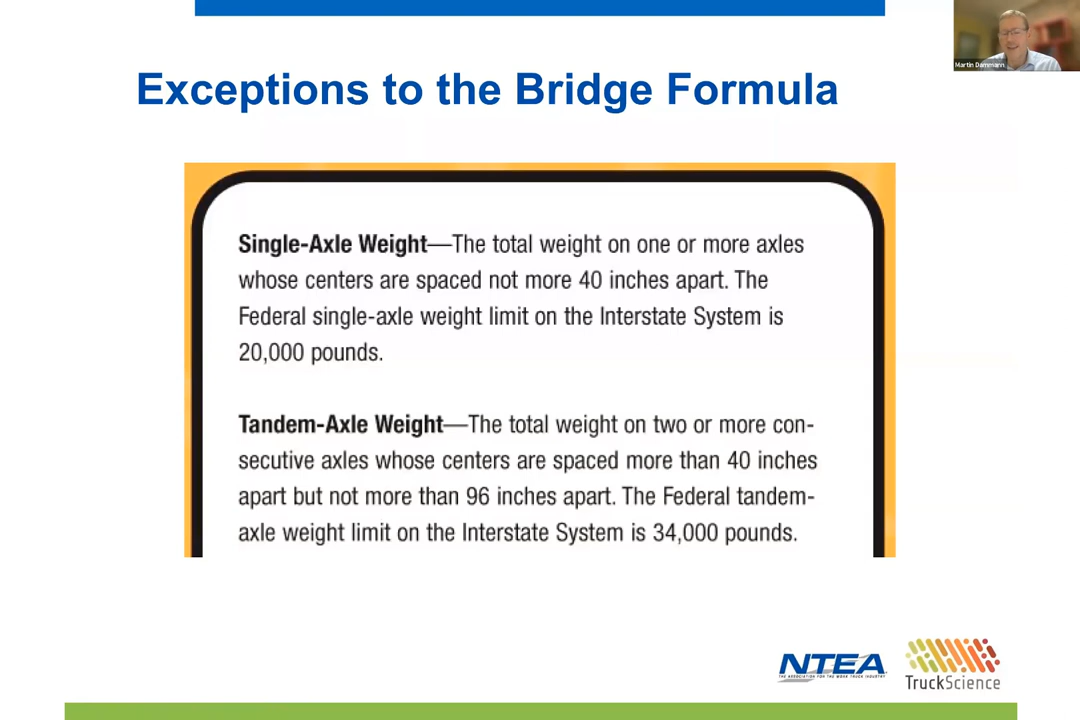 Martin Dammann
Exceptions to the Bridge Formula
Single-Axle Weight—The total weight on one or more axles
whose centers are spaced not more 40 inches apart. The
Federal single-axle weight limit on the Interstate System is
20,000 pounds.
Tandem-Axle Weight—The total weight on two or more con-
secutive axles whose centers are spaced more than 40 inches
apart but not more than 96 inches apart. The Federal tandem-
axle weight limit on the Interstate System is 34,000 pounds.
NTEA
THE ASSOCIATION FOR THE WORK TRUCK INDUSTRY
TruckScience